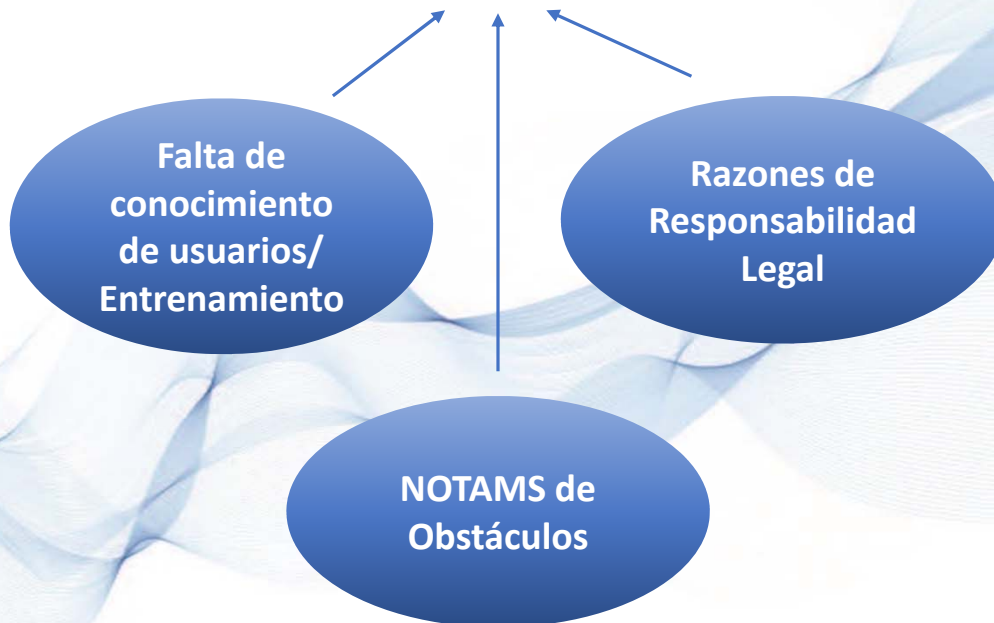 Falta de
conocimiento
de usuarios/
Entrenamiento
Razones de
Responsabilidad
Legal
NOTAMS de
Obstáculos